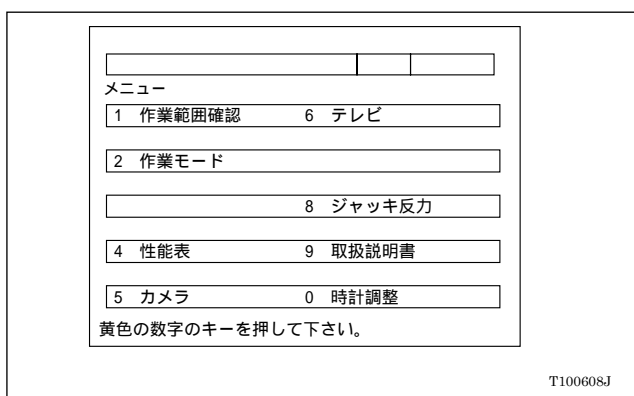 メニュー
1 作業範囲確認 6 テレビ
2 作業モード
8 ジャッキ反力
4 性能表 9 取扱説明書
5 カメラ 0 時計調整
黄色の数字のキーを押して下さい。
T100608J